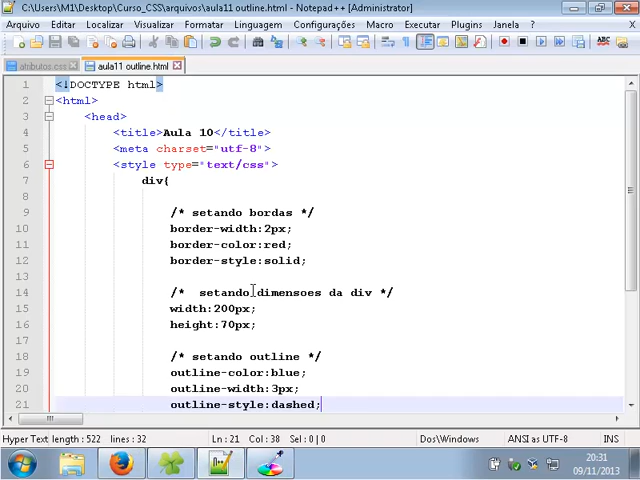 C:\Users\M1\Desktop\Curso_CSS\arquivos\aula11 outline.html - Notepad++ [Administrator]
Arquivo Editar Localizar Visualizar Formatar Linguagem Configurações Macro Executar Plugins Janela ? X
atributos.css aula11 outline.html
1 <!DOCTYPE html>
2 <html>
3 <head>
4 <title>Aula 10</title>
5 <meta charset="utf-8">
6 <style type="text/css">
7 div{
8
9 /* setando bordas */
10 border-width:2px;
11 border-color:red;
12 border-style:solid;
13
14 /* setando dimensoes da div */
15 width:200px;
16 height:70px;
17
18 /* setando outline */
19 outline-color:blue;
20 outline-width:3px;
21 outline-style:dashed;
Hyper Text length : 522 lines : 32 Ln : 21 Col : 38 Sel : 0 | 0 Dos\Windows ANSI as UTF-8 INS
20:31
09/11/2013